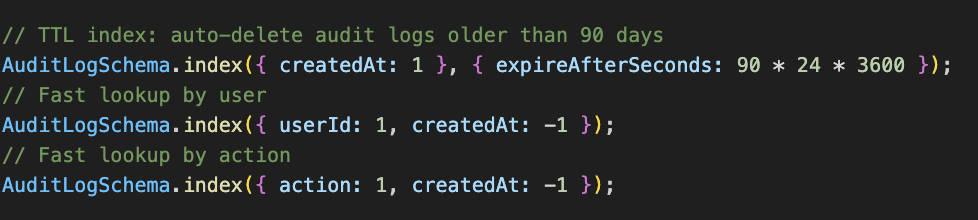 // TTL index: auto-delete audit logs older than 90 days
AuditLogSchema.index({ createdAt: 1 }, { expireAfterSeconds: 90 * 24 * 3600 });
// Fast lookup by user
AuditLogSchema.index({ userId: 1, createdAt: -1 });
// Fast lookup by action
AuditLogSchema.index({ action: 1, createdAt: -1 });